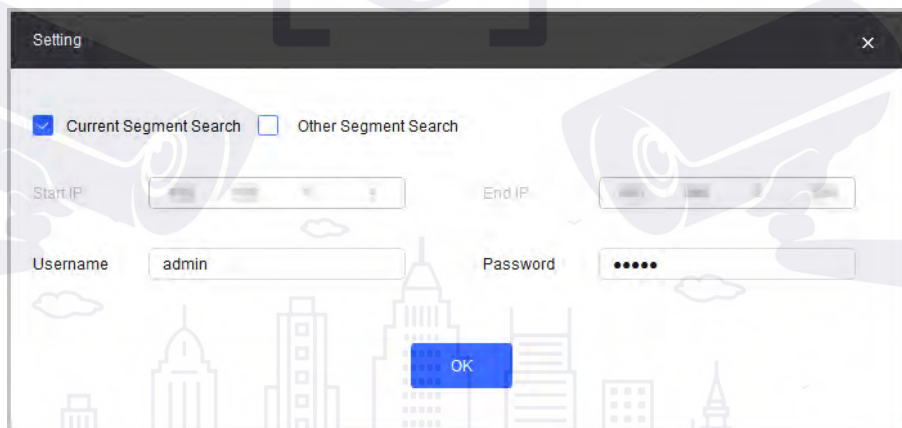 Setting
Current Segment Search Other Segment Search
Start IP End IP
Username admin Password •••••
OK